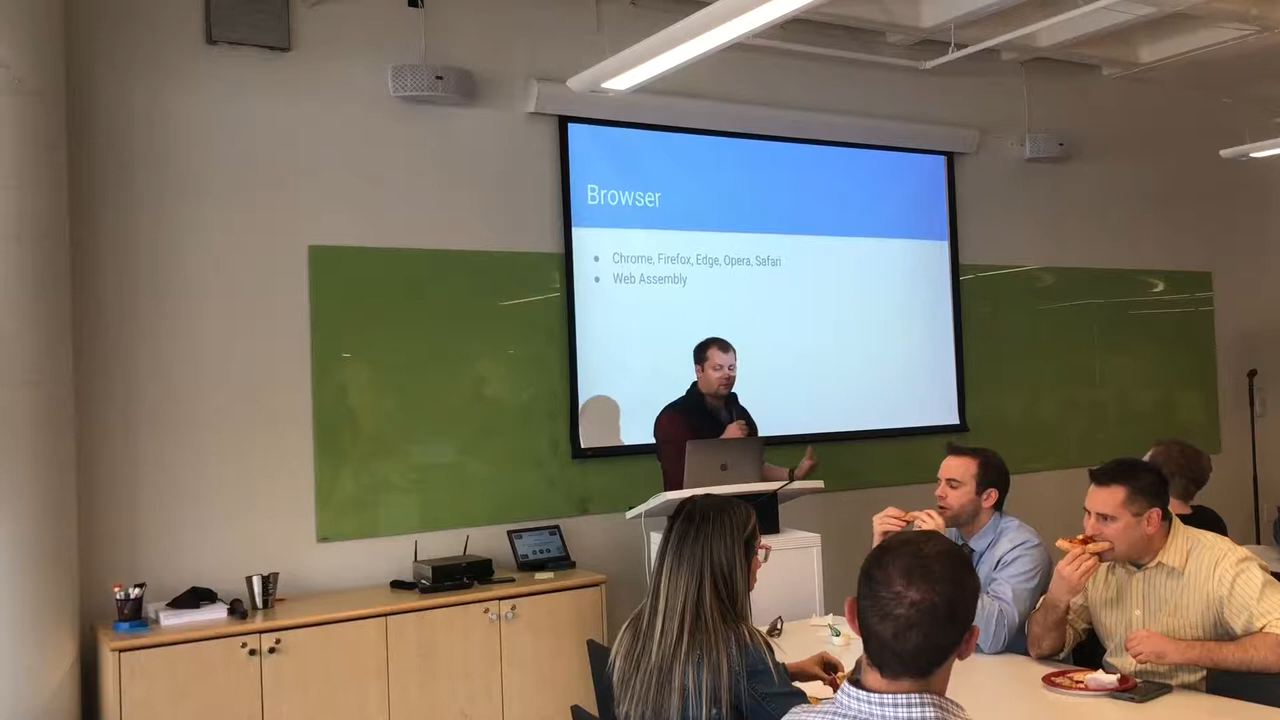 Browser
Chrome, Firefox, Edge, Opera, Safari
Web Assembly